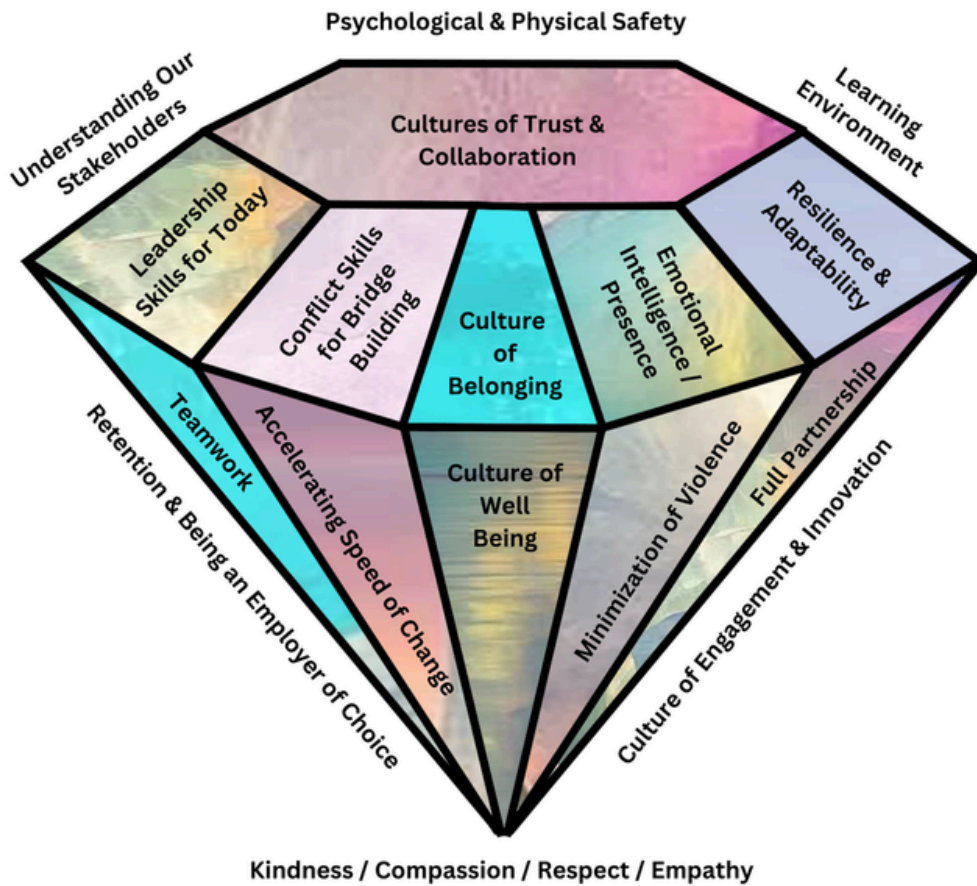 Psychological & Physical Safety
Understanding Our
Stakeholders
Learning
Environment
Cultures of Trust &
Collaboration
Leadership
Skills for Today
Conflict Skills
for Bridge
Building
Culture
of
Belonging
Emotional
Intelligence /
Presence
Resilience &
Adaptability
Teamwork
Accelerating Speed of Change
Culture of
Well
Being
Minimization of Violence
Full Partnership
Retention & Being an Employer of Choice
Culture of Engagement & Innovation
Kindness / Compassion / Respect / Empathy